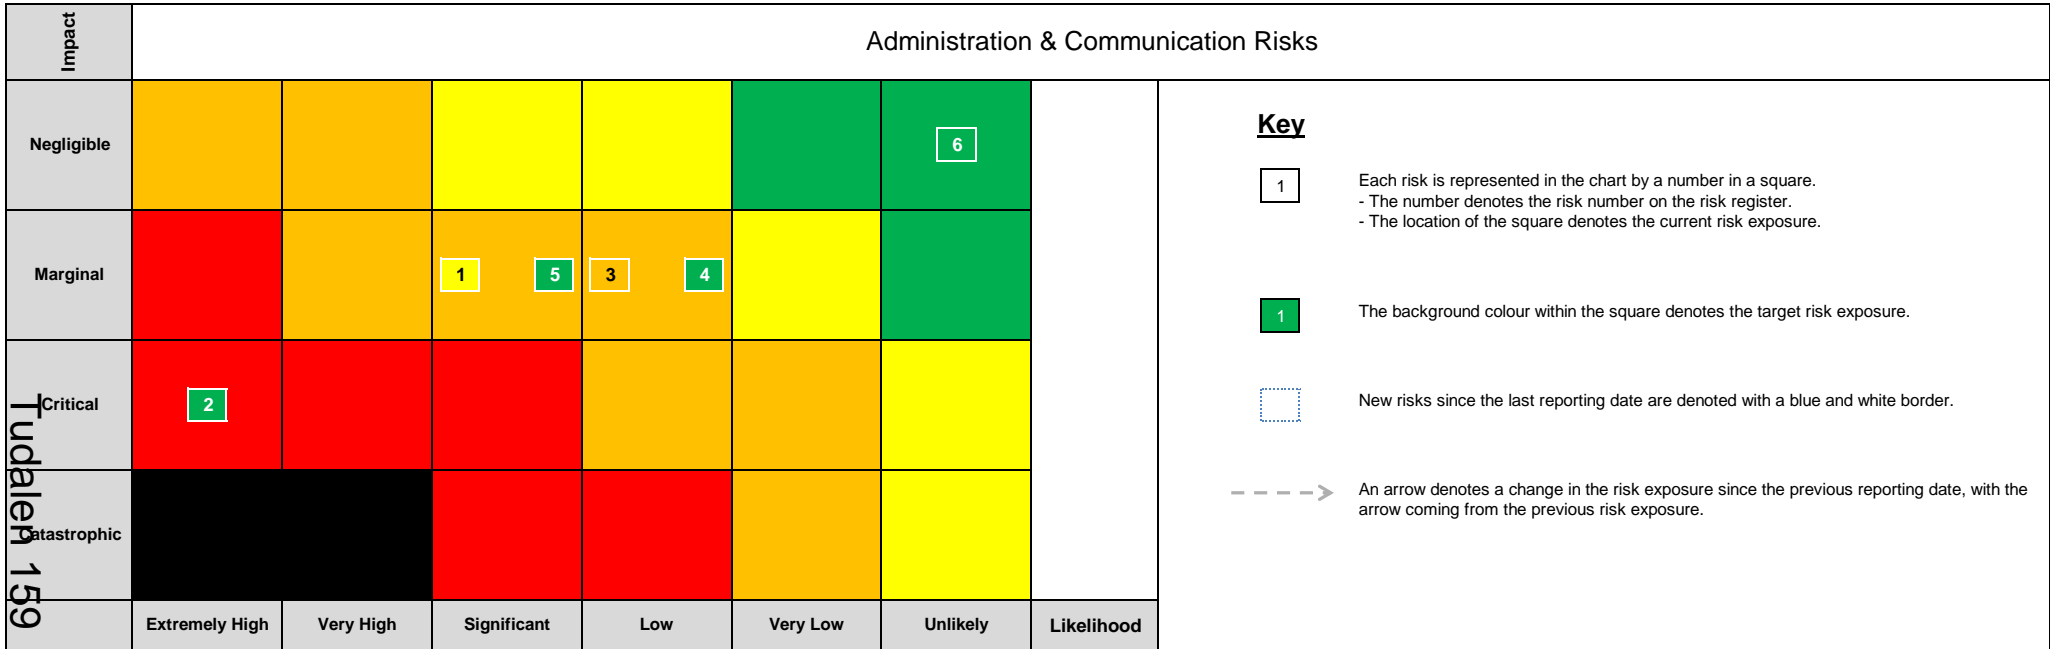 Impact
Administration & Communication Risks
Negligible
6
Marginal
1
5
3
4
Critical
2
Catastrophic
Extremely High
Very High
Significant
Low
Very Low
Unlikely
Likelihood
Key
1
Each risk is represented in the chart by a number in a square.
- The number denotes the risk number on the risk register.
- The location of the square denotes the current risk exposure.
1
The background colour within the square denotes the target risk exposure.
New risks since the last reporting date are denoted with a blue and white border.
An arrow denotes a change in the risk exposure since the previous reporting date, with the
arrow coming from the previous risk exposure.
Tudalen 159